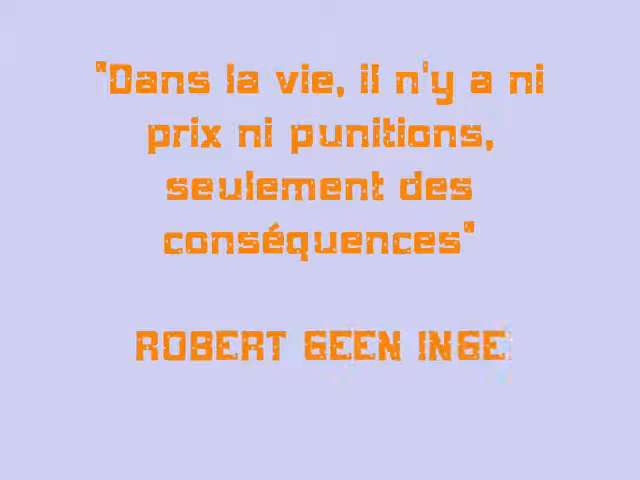 "Dans la vie, il n'y a ni
prix ni punitions,
seulement des
conséquences"
ROBERT GEEN INGE